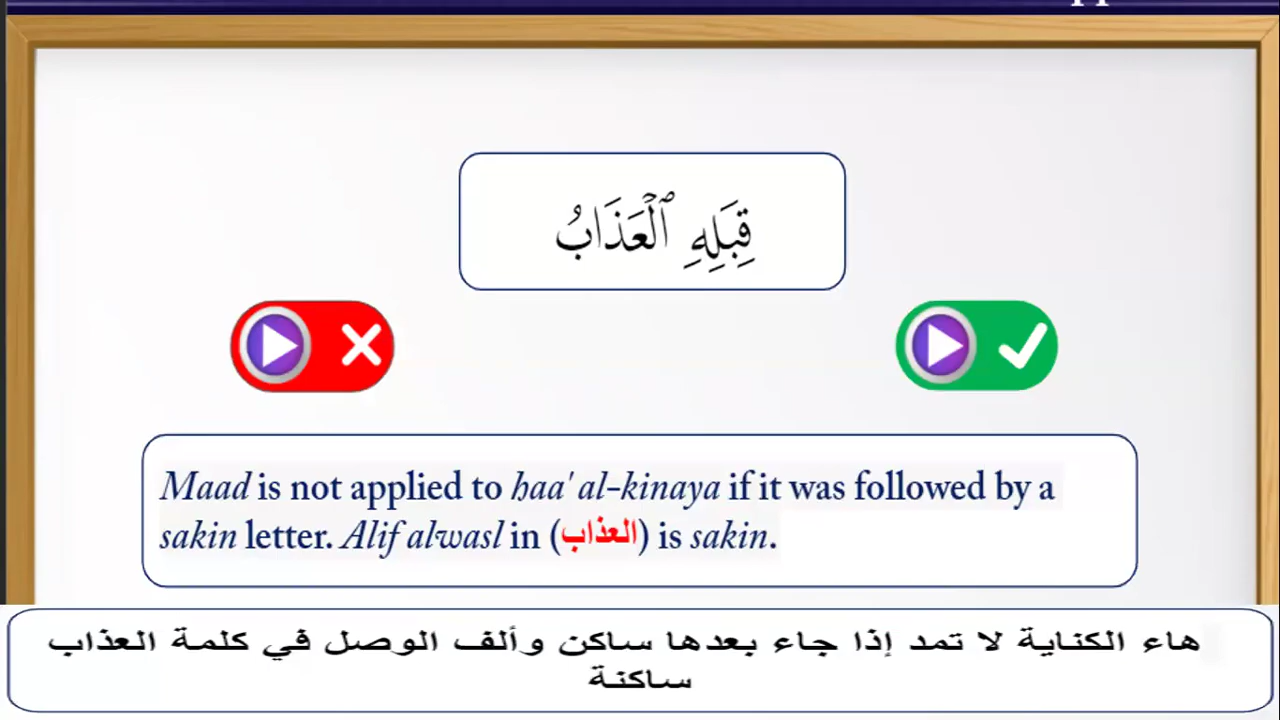 قِبَلِهِ ٱلْعَذَابُ
Maad is not applied to haa' al-kinaya if it was followed by a
sakin letter. Alif alwasl in (العذاب) is sakin.
هاء الكناية لا تمد إذا جاء بعدها ساكن وألف الوصل في كلمة العذاب
ساكنة